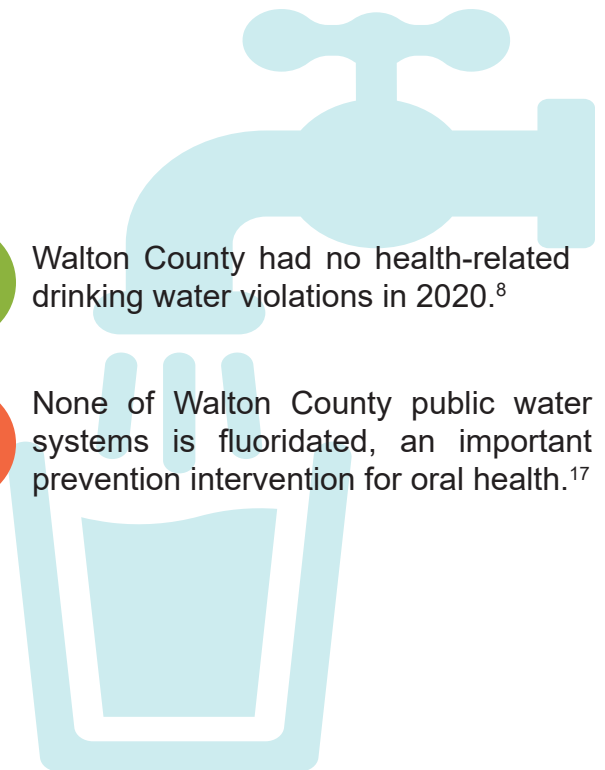 Walton County had no health-related
drinking water violations in 2020.⁸
None of Walton County public water
systems is fluoridated, an important
prevention intervention for oral health.¹⁷